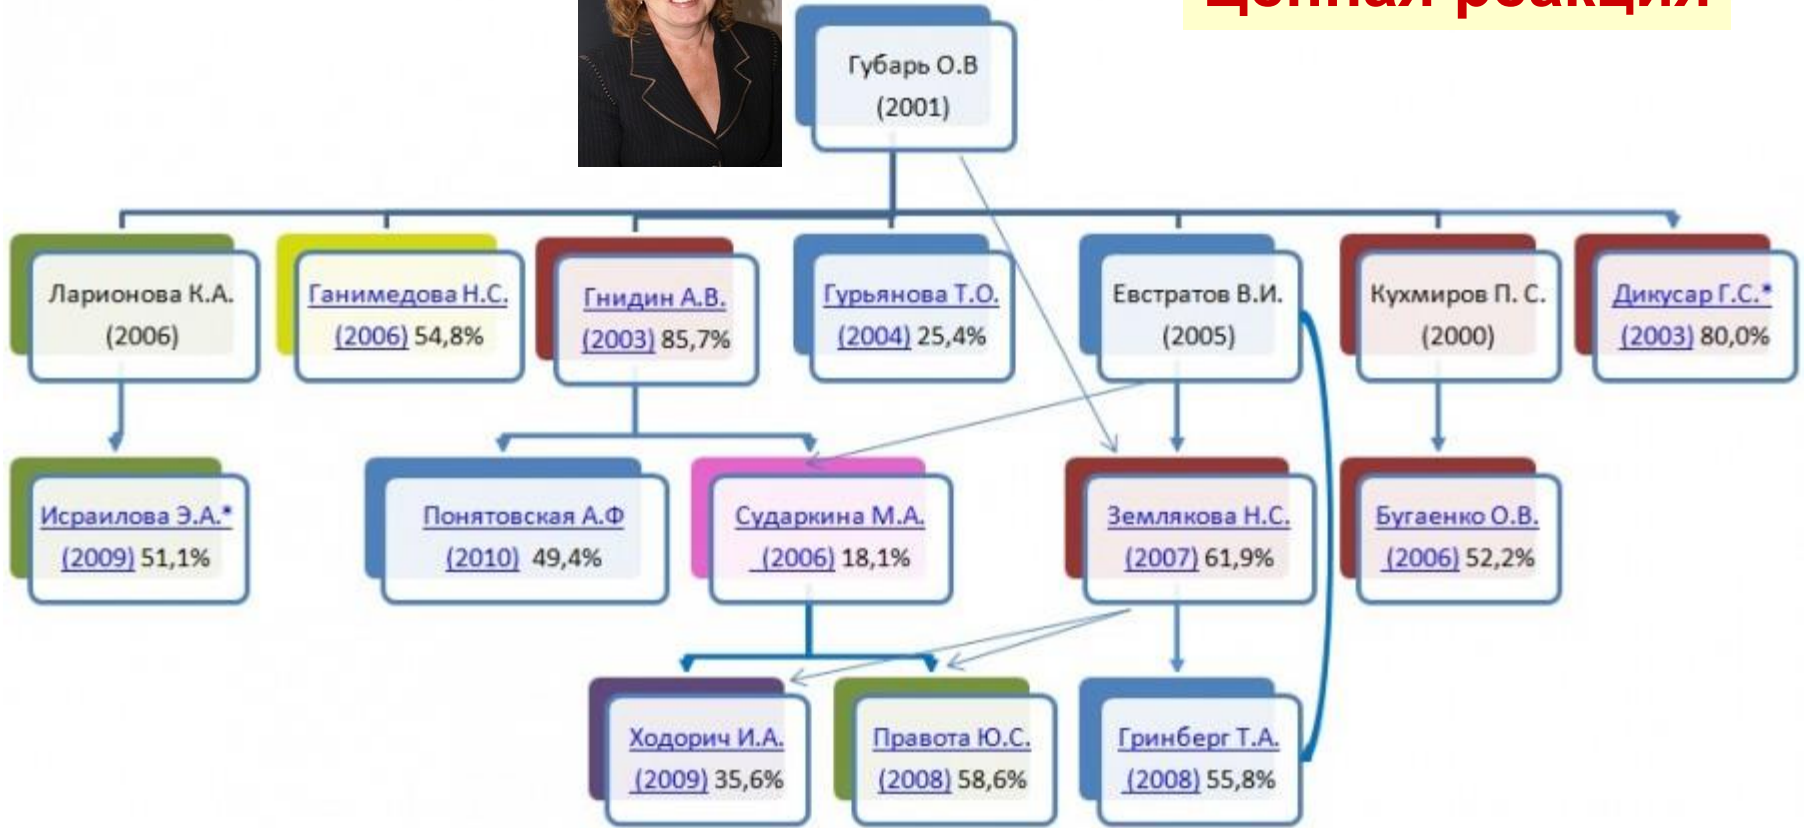 Цепная реакция
Губарь О.В
(2001)
Ларионова К.А.
(2006)
Ганимедова Н.С.
(2006) 54,8%
Гнидин А.В.
(2003) 85,7%
Гурьянова Т.О.
(2004) 25,4%
Евстратов В.И.
(2005)
Кухмиров П. С.
(2000)
Дикусар Г.С.*
(2003) 80,0%
Исраилова Э.А.*
(2009) 51,1%
Понятовская А.Ф
(2010) 49,4%
Сударкина М.А.
(2006) 18,1%
Землякова Н.С.
(2007) 61,9%
Бугаенко О.В.
(2006) 52,2%
Ходорич И.А.
(2009) 35,6%
Правота Ю.С.
(2008) 58,6%
Гринберг Т.А.
(2008) 55,8%